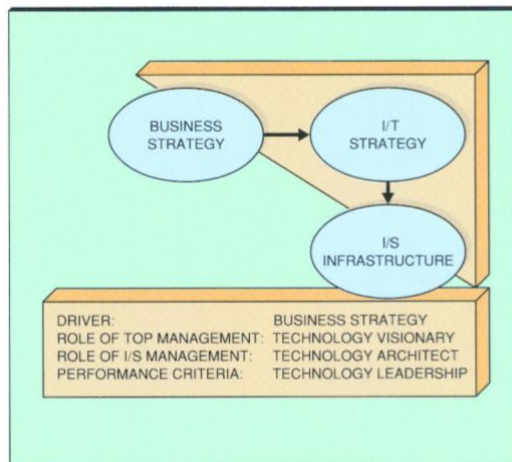 BUSINESS
STRATEGY
I/T
STRATEGY
I/S
INFRASTRUCTURE
DRIVER: BUSINESS STRATEGY
ROLE OF TOP MANAGEMENT: TECHNOLOGY VISIONARY
ROLE OF I/S MANAGEMENT: TECHNOLOGY ARCHITECT
PERFORMANCE CRITERIA: TECHNOLOGY LEADERSHIP